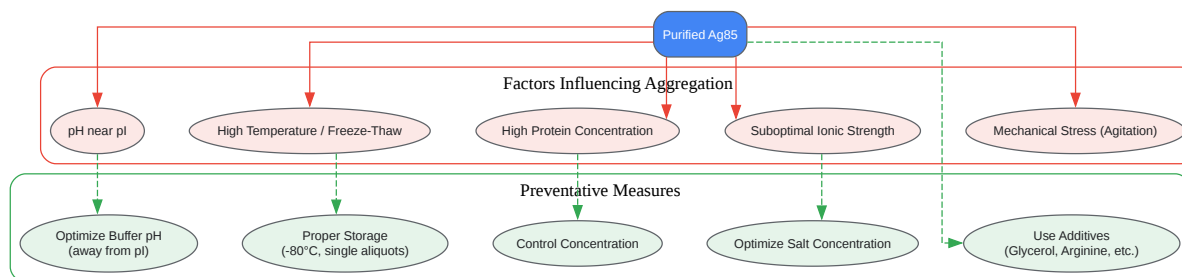 Purified Ag85
Factors Influencing Aggregation
pH near pI
High Temperature / Freeze-Thaw
High Protein Concentration
Suboptimal Ionic Strength
Mechanical Stress (Agitation)
Preventative Measures
Optimize Buffer pH
(away from pI)
Proper Storage
(-80°C, single aliquots)
Control Concentration
Optimize Salt Concentration
Use Additives
(Glycerol, Arginine, etc.)